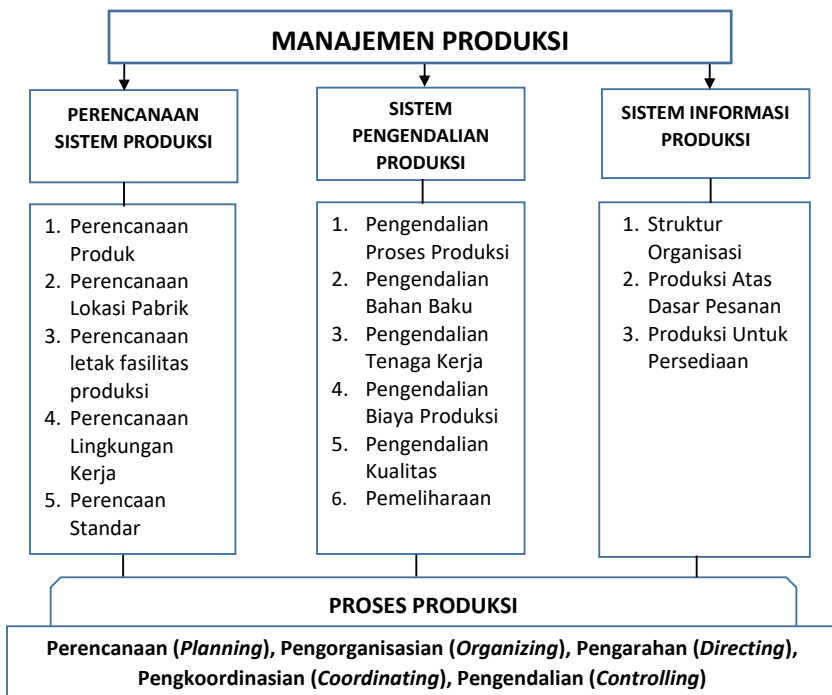 MANAJEMEN PRODUKSI
PERENCANAAN
SISTEM PRODUKSI
1. Perencanaan
Produk
2. Perencanaan
Lokasi Pabrik
3. Perencanaan
letak fasilitas
produksi
4. Perencanaan
Lingkungan
Kerja
5. Perencaan
Standar
SISTEM
PENGENDALIAN
PRODUKSI
1. Pengendalian
Proses Produksi
2. Pengendalian
Bahan Baku
3. Pengendalian
Tenaga Kerja
4. Pengendalian
Biaya Produksi
5. Pengendalian
Kualitas
6. Pemeliharaan
SISTEM INFORMASI
PRODUKSI
1. Struktur
Organisasi
2. Produksi Atas
Dasar Pesanan
3. Produksi Untuk
Persediaan
PROSES PRODUKSI
Perencanaan (Planning), Pengorganisasian (Organizing), Pengarahan (Directing),
Pengkoordinasian (Coordinating), Pengendalian (Controlling)